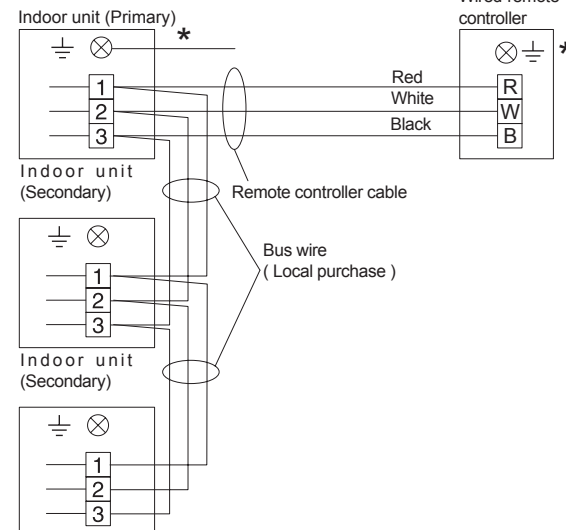 Wired remote
controller
Indoor unit (Primary)
*
*
1
2
3
Red
White
Black
R
W
B
Indoor unit
(Secondary)
Remote controller cable
Bus wire
( Local purchase )
1
2
3
Indoor unit
(Secondary)
1
2
3